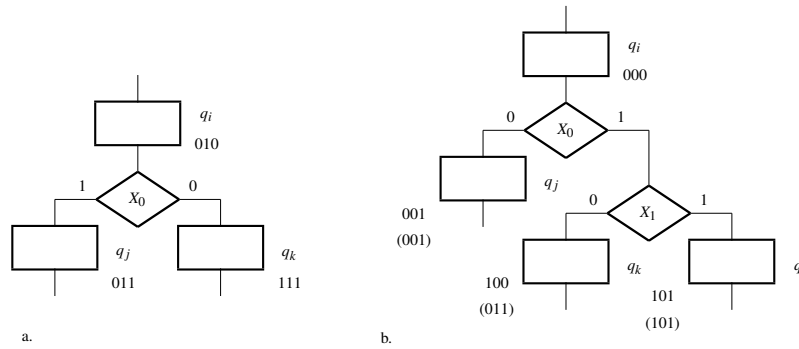 q_i
010
X_0
1
0
q_j
011
q_k
111
a.
q_i
000
X_0
0
1
q_j
001
(001)
X_1
0
1
q_k
100
(011)
q
101
(101)
b.